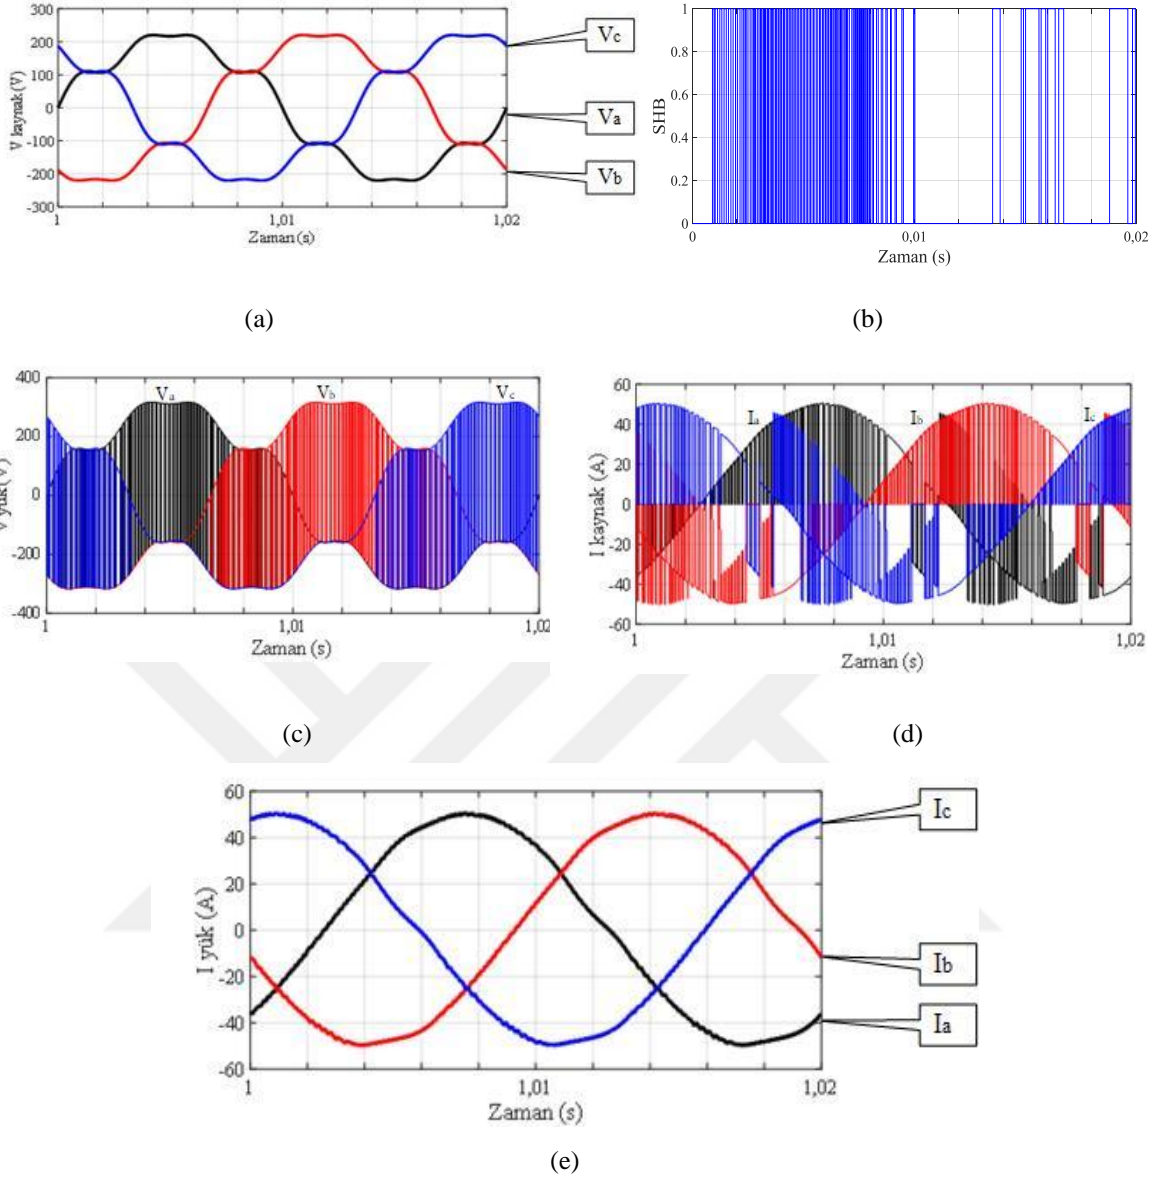 300
200
100
0
-100
-200
-300
V kaynak (V)
1
1,01
1,02
Zaman (s)
Vc
Va
Vb
(a)
1
0.8
0.6
0.4
0.2
0
SHB
0
0,01
0,02
Zaman (s)
(b)
400
200
0
-200
-400
V yük (V)
Va
Vb
Vc
1
1,01
1,02
Zaman (s)
(c)
60
40
20
0
-20
-40
-60
I kaynak (A)
Ia
Ib
Ic
1
1,01
1,02
Zaman (s)
(d)
60
40
20
0
-20
-40
-60
I yük (A)
1
1,01
1,02
Zaman (s)
Ic
Ib
Ia
(e)